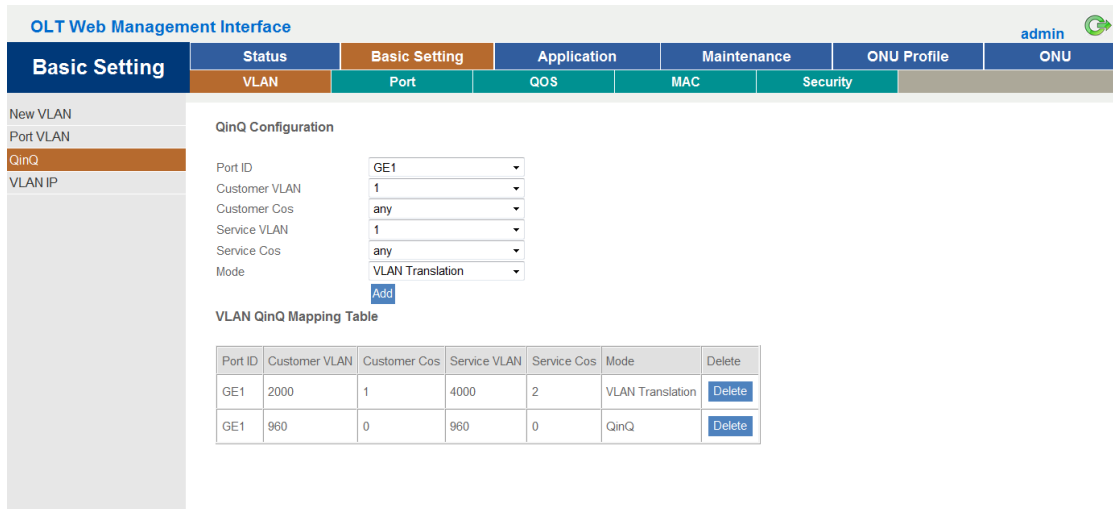 OLT Web Management Interface
admin
Basic Setting
Status Basic Setting Application Maintenance ONU Profile ONU
VLAN Port QOS MAC Security
New VLAN
Port VLAN
QinQ
VLAN IP
QinQ Configuration
Port ID GE1
Customer VLAN 1
Customer Cos any
Service VLAN 1
Service Cos any
Mode VLAN Translation
Add
VLAN QinQ Mapping Table
Port ID Customer VLAN Customer Cos Service VLAN Service Cos Mode Delete
GE1 2000 1 4000 2 VLAN Translation Delete
GE1 960 0 960 0 QinQ Delete